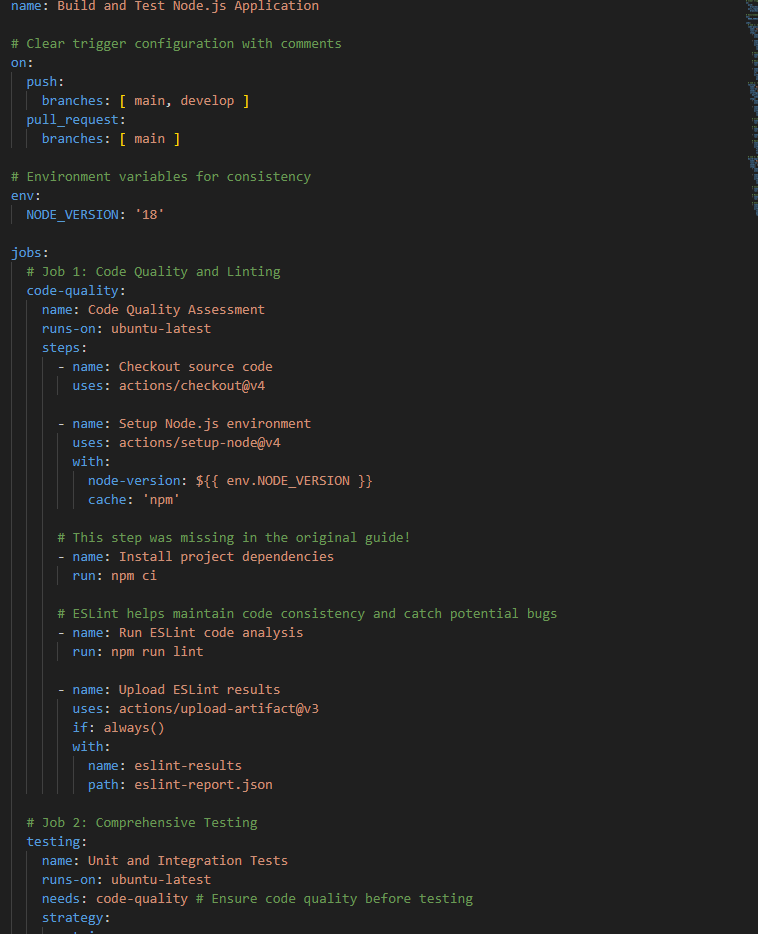 name: Build and Test Node.js Application
# Clear trigger configuration with comments
on:
push:
branches: [ main, develop ]
pull_request:
branches: [ main ]
# Environment variables for consistency
env:
NODE_VERSION: '18'
jobs:
# Job 1: Code Quality and Linting
code-quality:
name: Code Quality Assessment
runs-on: ubuntu-latest
steps:
- name: Checkout source code
uses: actions/checkout@v4
- name: Setup Node.js environment
uses: actions/setup-node@v4
with:
node-version: ${{ env.NODE_VERSION }}
cache: 'npm'
# This step was missing in the original guide!
- name: Install project dependencies
run: npm ci
# ESLint helps maintain code consistency and catch potential bugs
- name: Run ESLint code analysis
run: npm run lint
- name: Upload ESLint results
uses: actions/upload-artifact@v3
if: always()
with:
name: eslint-results
path: eslint-report.json
# Job 2: Comprehensive Testing
testing:
name: Unit and Integration Tests
runs-on: ubuntu-latest
needs: code-quality # Ensure code quality before testing
strategy: